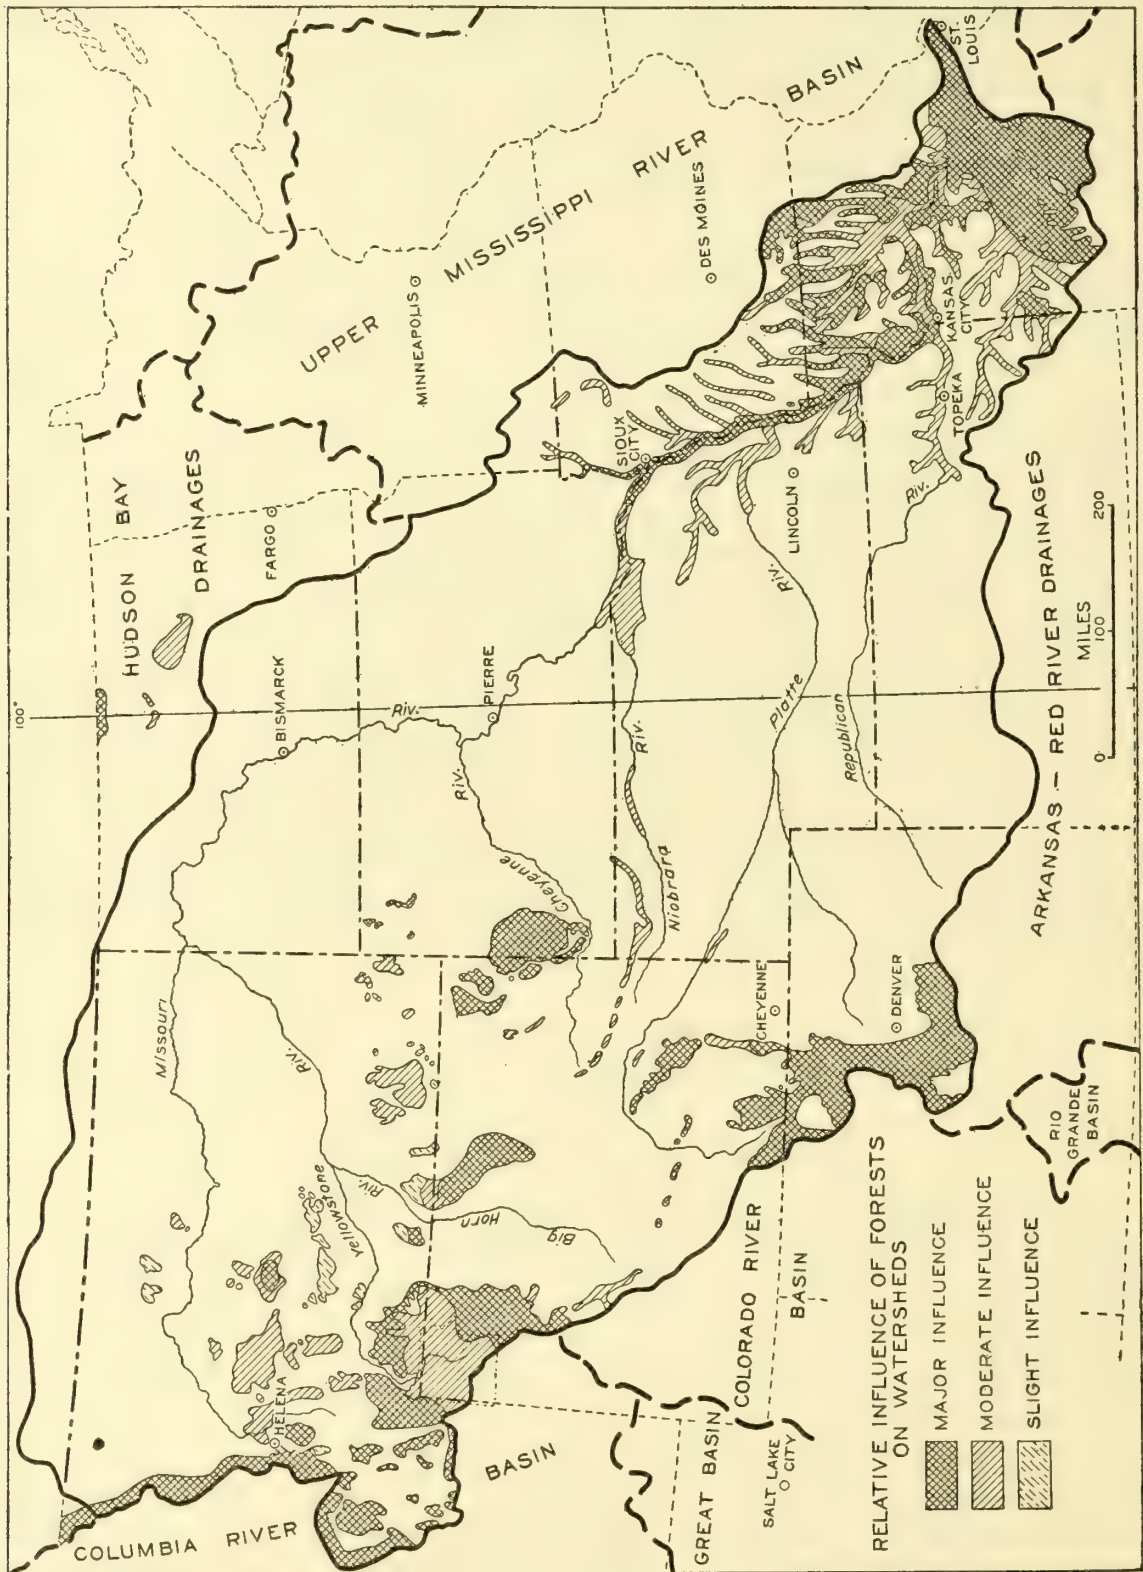 100°
HUDSON BAY
DRAINAGES
FARGO
BISMARCK
MINNEAPOLIS
UPPER MISSISSIPPI RIVER BASIN
DES MOINES
ST. LOUIS
COLUMBIA RIVER
BASIN
HELENA
Missouri
Riv.
Yellowstone
Riv.
Big Horn
Riv.
PIERRE
Cheyenne
Riv.
SIOUX CITY
Niobrara
Riv.
Platte
Riv.
LINCOLN
Republican
Riv.
TOPEKA
KANSAS CITY
CHEYENNE
DENVER
GREAT BASIN
SALT LAKE CITY
COLORADO RIVER
BASIN
RIO GRANDE BASIN
ARKANSAS – RED RIVER DRAINAGES
RELATIVE INFLUENCE OF FORESTS
ON WATERSHEDS
MAJOR INFLUENCE
MODERATE INFLUENCE
SLIGHT INFLUENCE
MILES
0 100 200